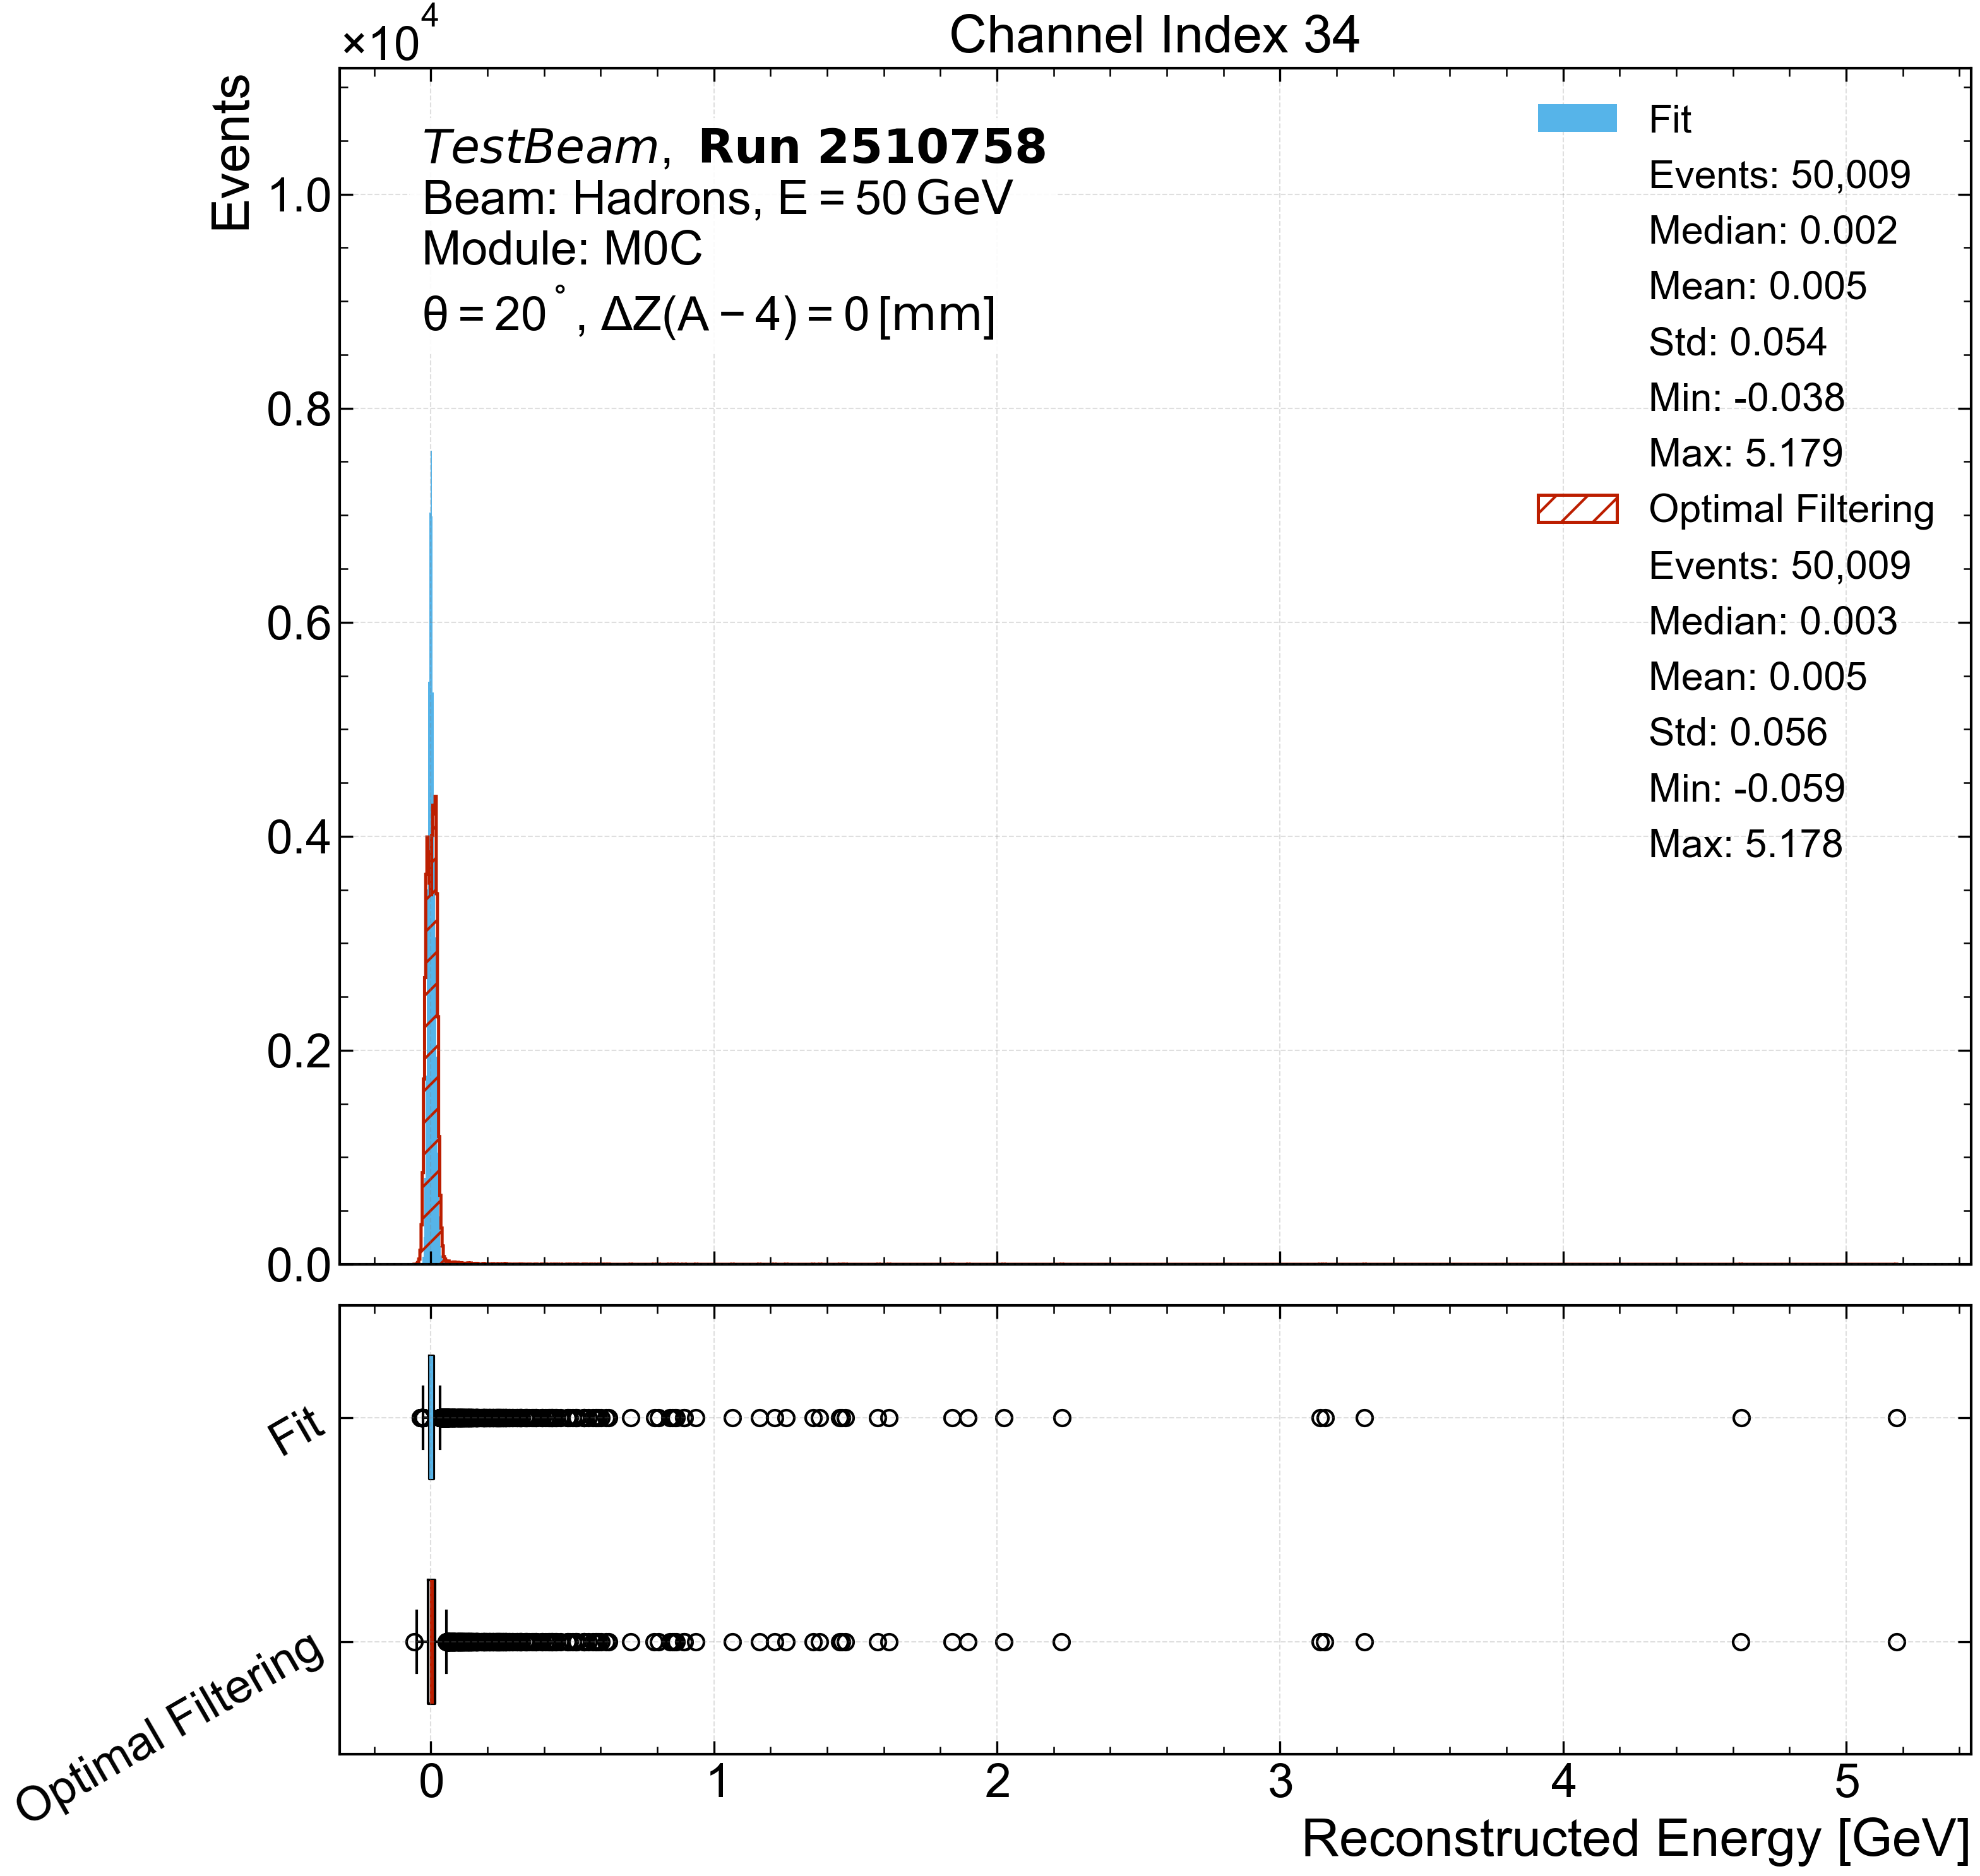 Channel Index 34
×10^4
Events
TestBeam, Run 2510758
Beam: Hadrons, E = 50 GeV
Module: M0C
θ = 20°, ΔZ(A − 4) = 0 [mm]
Fit
Events: 50,009
Median: 0.002
Mean: 0.005
Std: 0.054
Min: -0.038
Max: 5.179
Optimal Filtering
Events: 50,009
Median: 0.003
Mean: 0.005
Std: 0.056
Min: -0.059
Max: 5.178
1.0
0.8
0.6
0.4
0.2
0.0
Fit
Optimal Filtering
0 1 2 3 4 5
Reconstructed Energy [GeV]